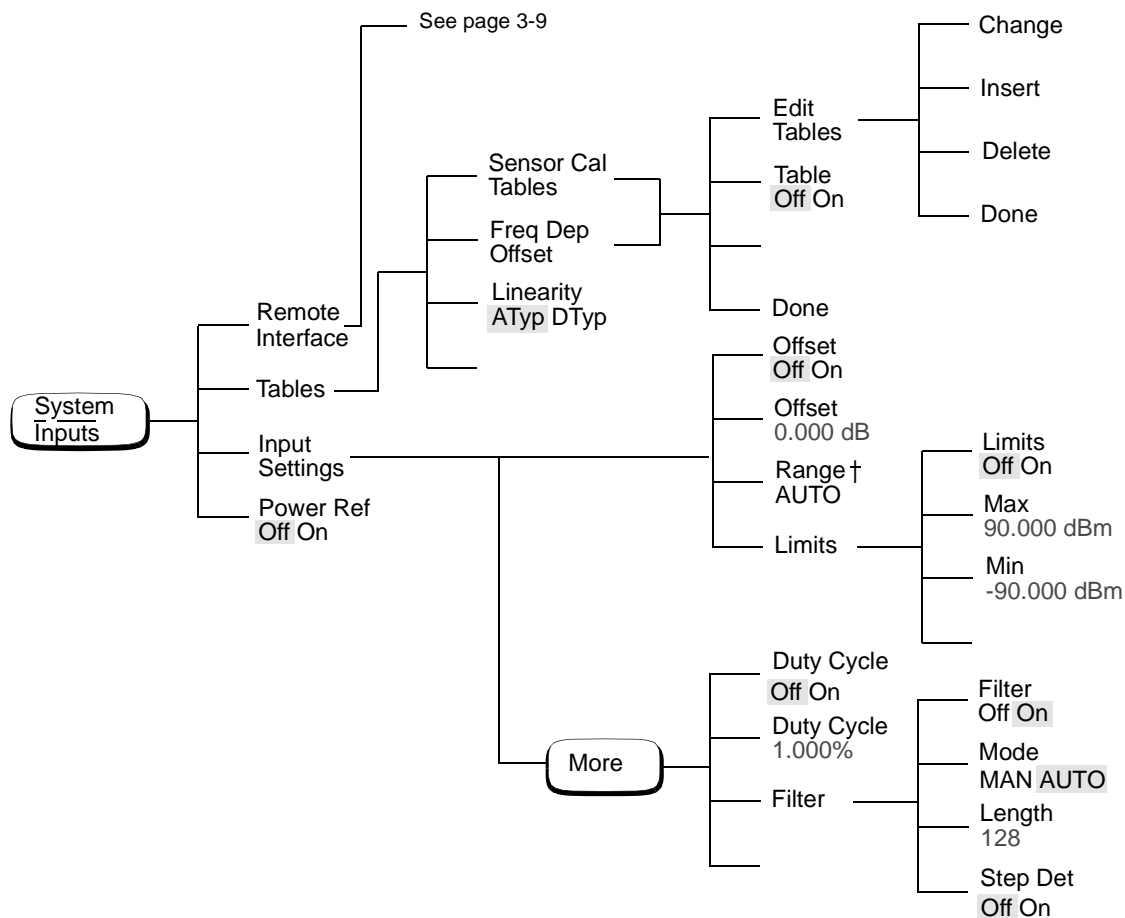 See page 3-9
Change
Insert
Delete
Done
Edit
Tables
Table
Off On
Done
Sensor Cal
Tables
Freq Dep
Offset
Linearity
ATyp DTyp
System
Inputs
Remote
Interface
Tables
Input
Settings
Power Ref
Off On
Offset
Off On
Offset
0.000 dB
Range †
AUTO
Limits
Limits
Off On
Max
90.000 dBm
Min
-90.000 dBm
More
Duty Cycle
Off On
Duty Cycle
1.000%
Filter
Filter
Off On
Mode
MAN AUTO
Length
128
Step Det
Off On